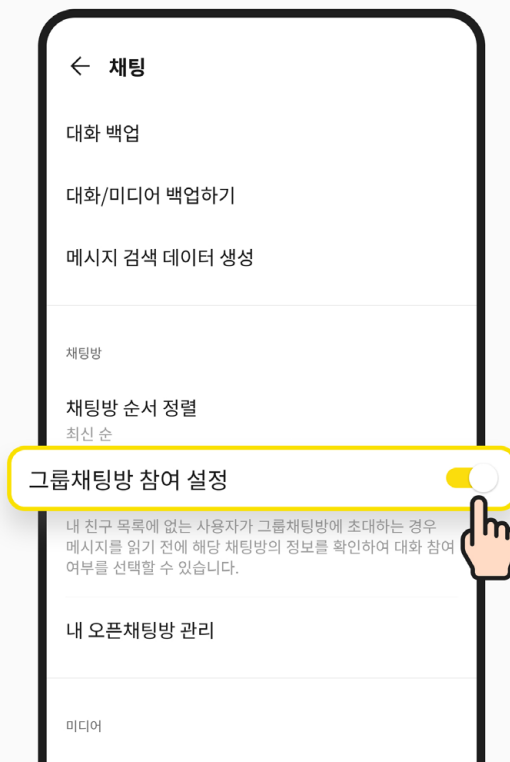 채팅
대화 백업
대화/미디어 백업하기
메시지 검색 데이터 생성
채팅방
채팅방 순서 정렬
최신 순
그룹채팅방 참여 설정
내 친구 목록에 없는 사용자가 그룹채팅방에 초대하는 경우
메시지를 읽기 전에 해당 채팅방의 정보를 확인하여 대화 참여
여부를 선택할 수 있습니다.
내 오픈채팅방 관리
미디어